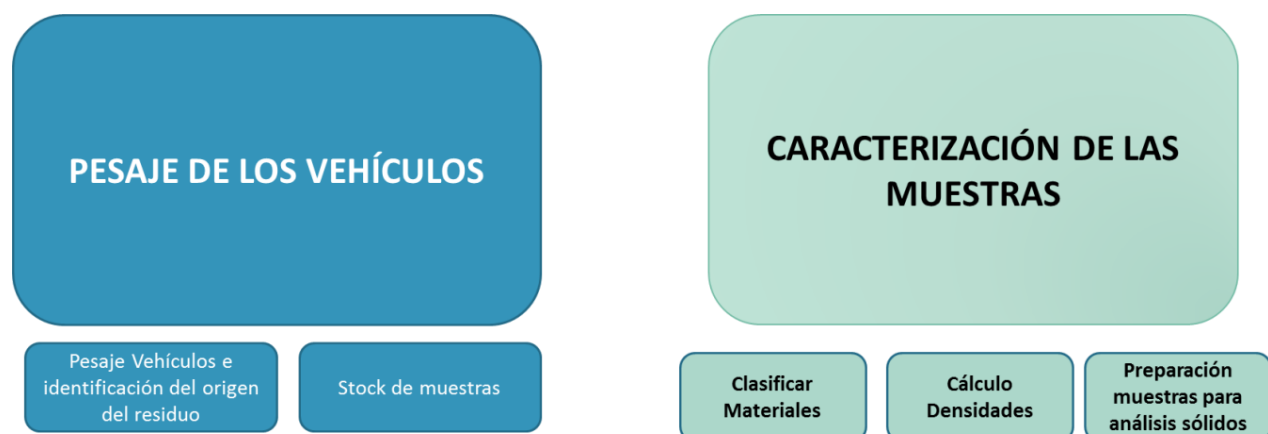 PESAJE DE LOS VEHÍCULOS
CARACTERIZACIÓN DE LAS
MUESTRAS
Pesaje Vehículos e
identificación del origen
del residuo
Stock de muestras
Clasificar
Materiales
Cálculo
Densidades
Preparación
muestras para
análisis sólidos